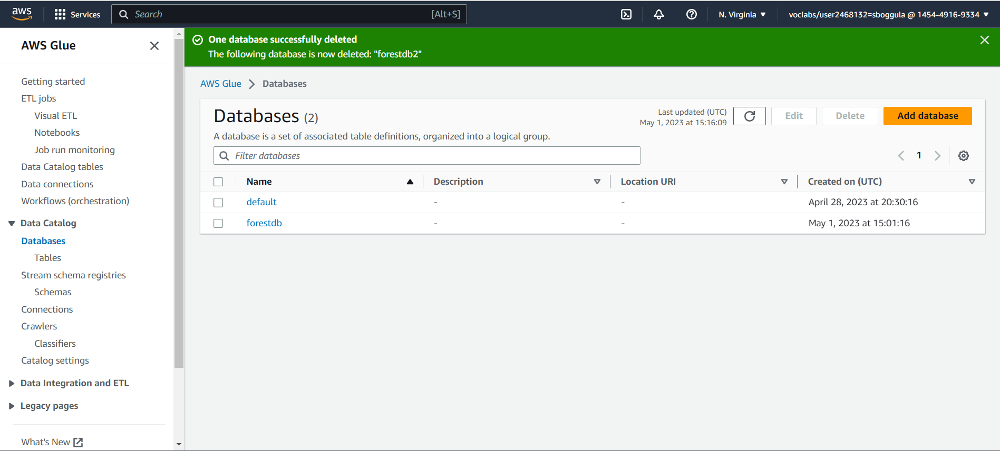 aws
Services
Search
[Alt+S]
N. Virginia
voclabs/user2468132=sboggula @ 1454-4916-9334
AWS Glue
Getting started
ETL jobs
Visual ETL
Notebooks
Job run monitoring
Data Catalog tables
Data connections
Workflows (orchestration)
Data Catalog
Databases
Tables
Stream schema registries
Schemas
Connections
Crawlers
Classifiers
Catalog settings
Data Integration and ETL
Legacy pages
What's New
One database successfully deleted
The following database is now deleted: "forestdb2"
AWS Glue
Databases
Databases (2)
Last updated (UTC)
May 1, 2023 at 15:16:09
Edit
Delete
Add database
A database is a set of associated table definitions, organized into a logical group.
Filter databases
1
Name Description Location URI Created on (UTC)
default - - April 28, 2023 at 20:30:16
forestdb - - May 1, 2023 at 15:01:16